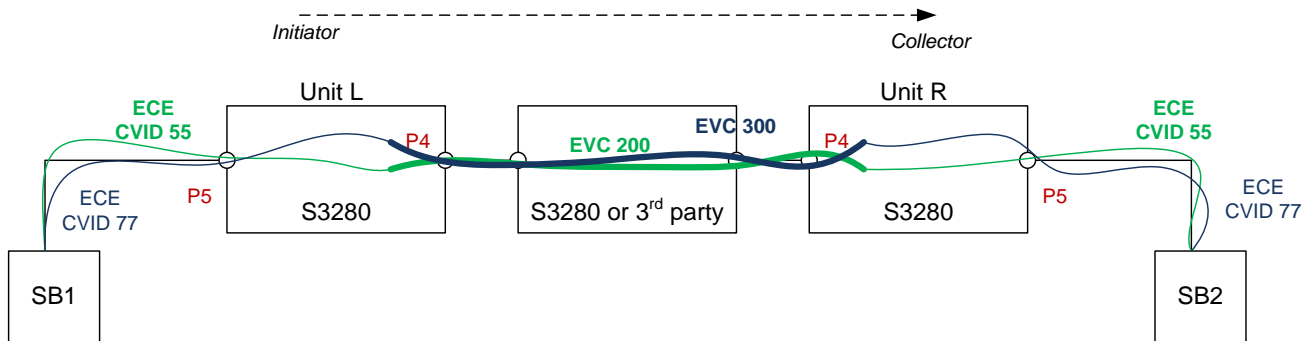 Initiator
Collector
Unit L
Unit R
ECE
CVID 55
ECE
CVID 55
P4
EVC 300
EVC 200
P4
ECE
CVID 77
P5
P5
ECE
CVID 77
S3280
S3280 or 3rd party
S3280
SB1
SB2